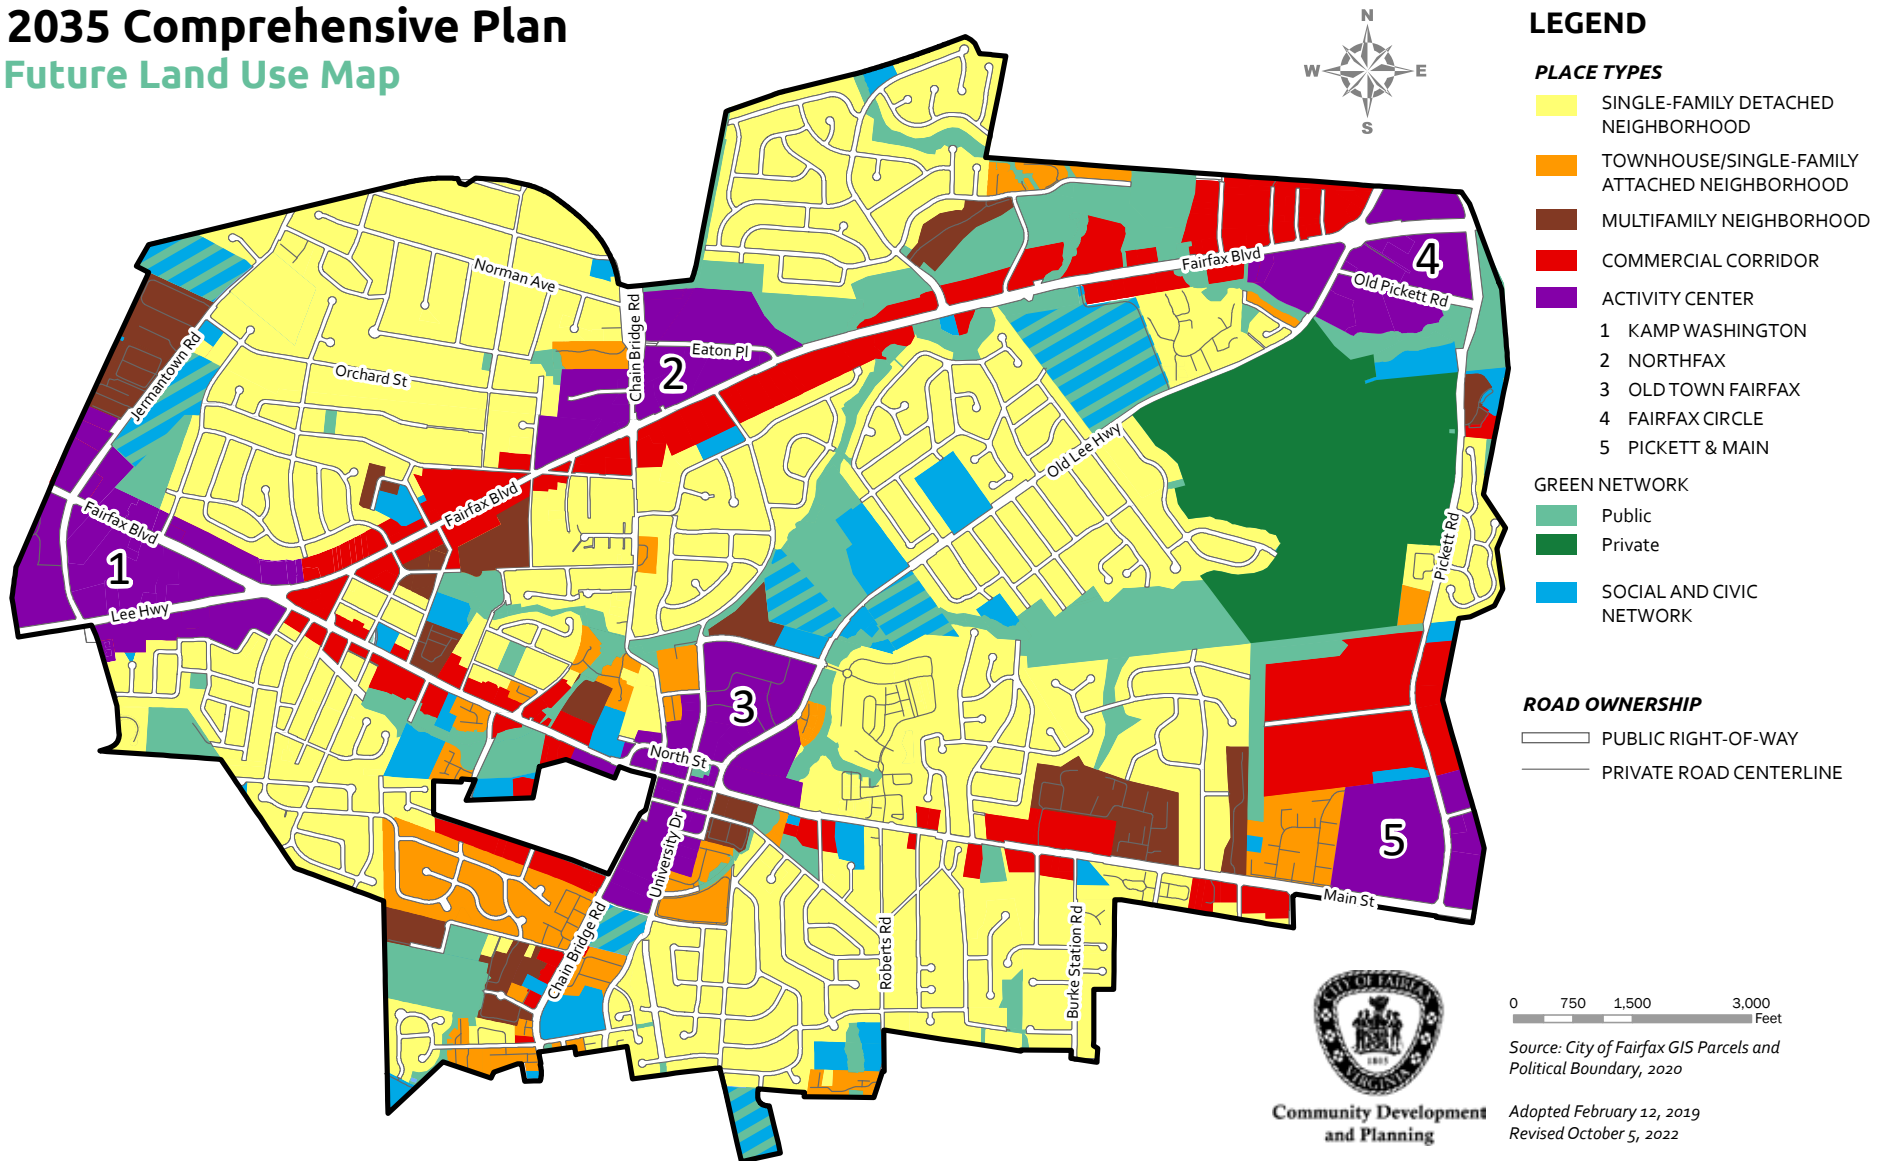 2035 Comprehensive Plan
Future Land Use Map
N
W
E
S
LEGEND
PLACE TYPES
SINGLE-FAMILY DETACHED
NEIGHBORHOOD
TOWNHOUSE/SINGLE-FAMILY
ATTACHED NEIGHBORHOOD
MULTIFAMILY NEIGHBORHOOD
COMMERCIAL CORRIDOR
ACTIVITY CENTER
1 KAMP WASHINGTON
2 NORTHFAX
3 OLD TOWN FAIRFAX
4 FAIRFAX CIRCLE
5 PICKETT & MAIN
GREEN NETWORK
Public
Private
SOCIAL AND CIVIC
NETWORK
ROAD OWNERSHIP
PUBLIC RIGHT-OF-WAY
PRIVATE ROAD CENTERLINE
Norman Ave
Chain Bridge Rd
Fairfax Blvd
4
Old Pickett Rd
Eaton Pl
2
Jermantown Rd
Orchard St
Old Lee Hwy
Fairfax Blvd
Fairfax Blvd
1
Lee Hwy
Pickett Rd
3
North St
University Dr
5
Main St
Chain Bridge Rd
Roberts Rd
Burke Station Rd
CITY OF FAIRFAX
1805
VIRGINIA
Community Development
and Planning
0 750 1,500 3,000
Feet
Source: City of Fairfax GIS Parcels and
Political Boundary, 2020
Adopted February 12, 2019
Revised October 5, 2022